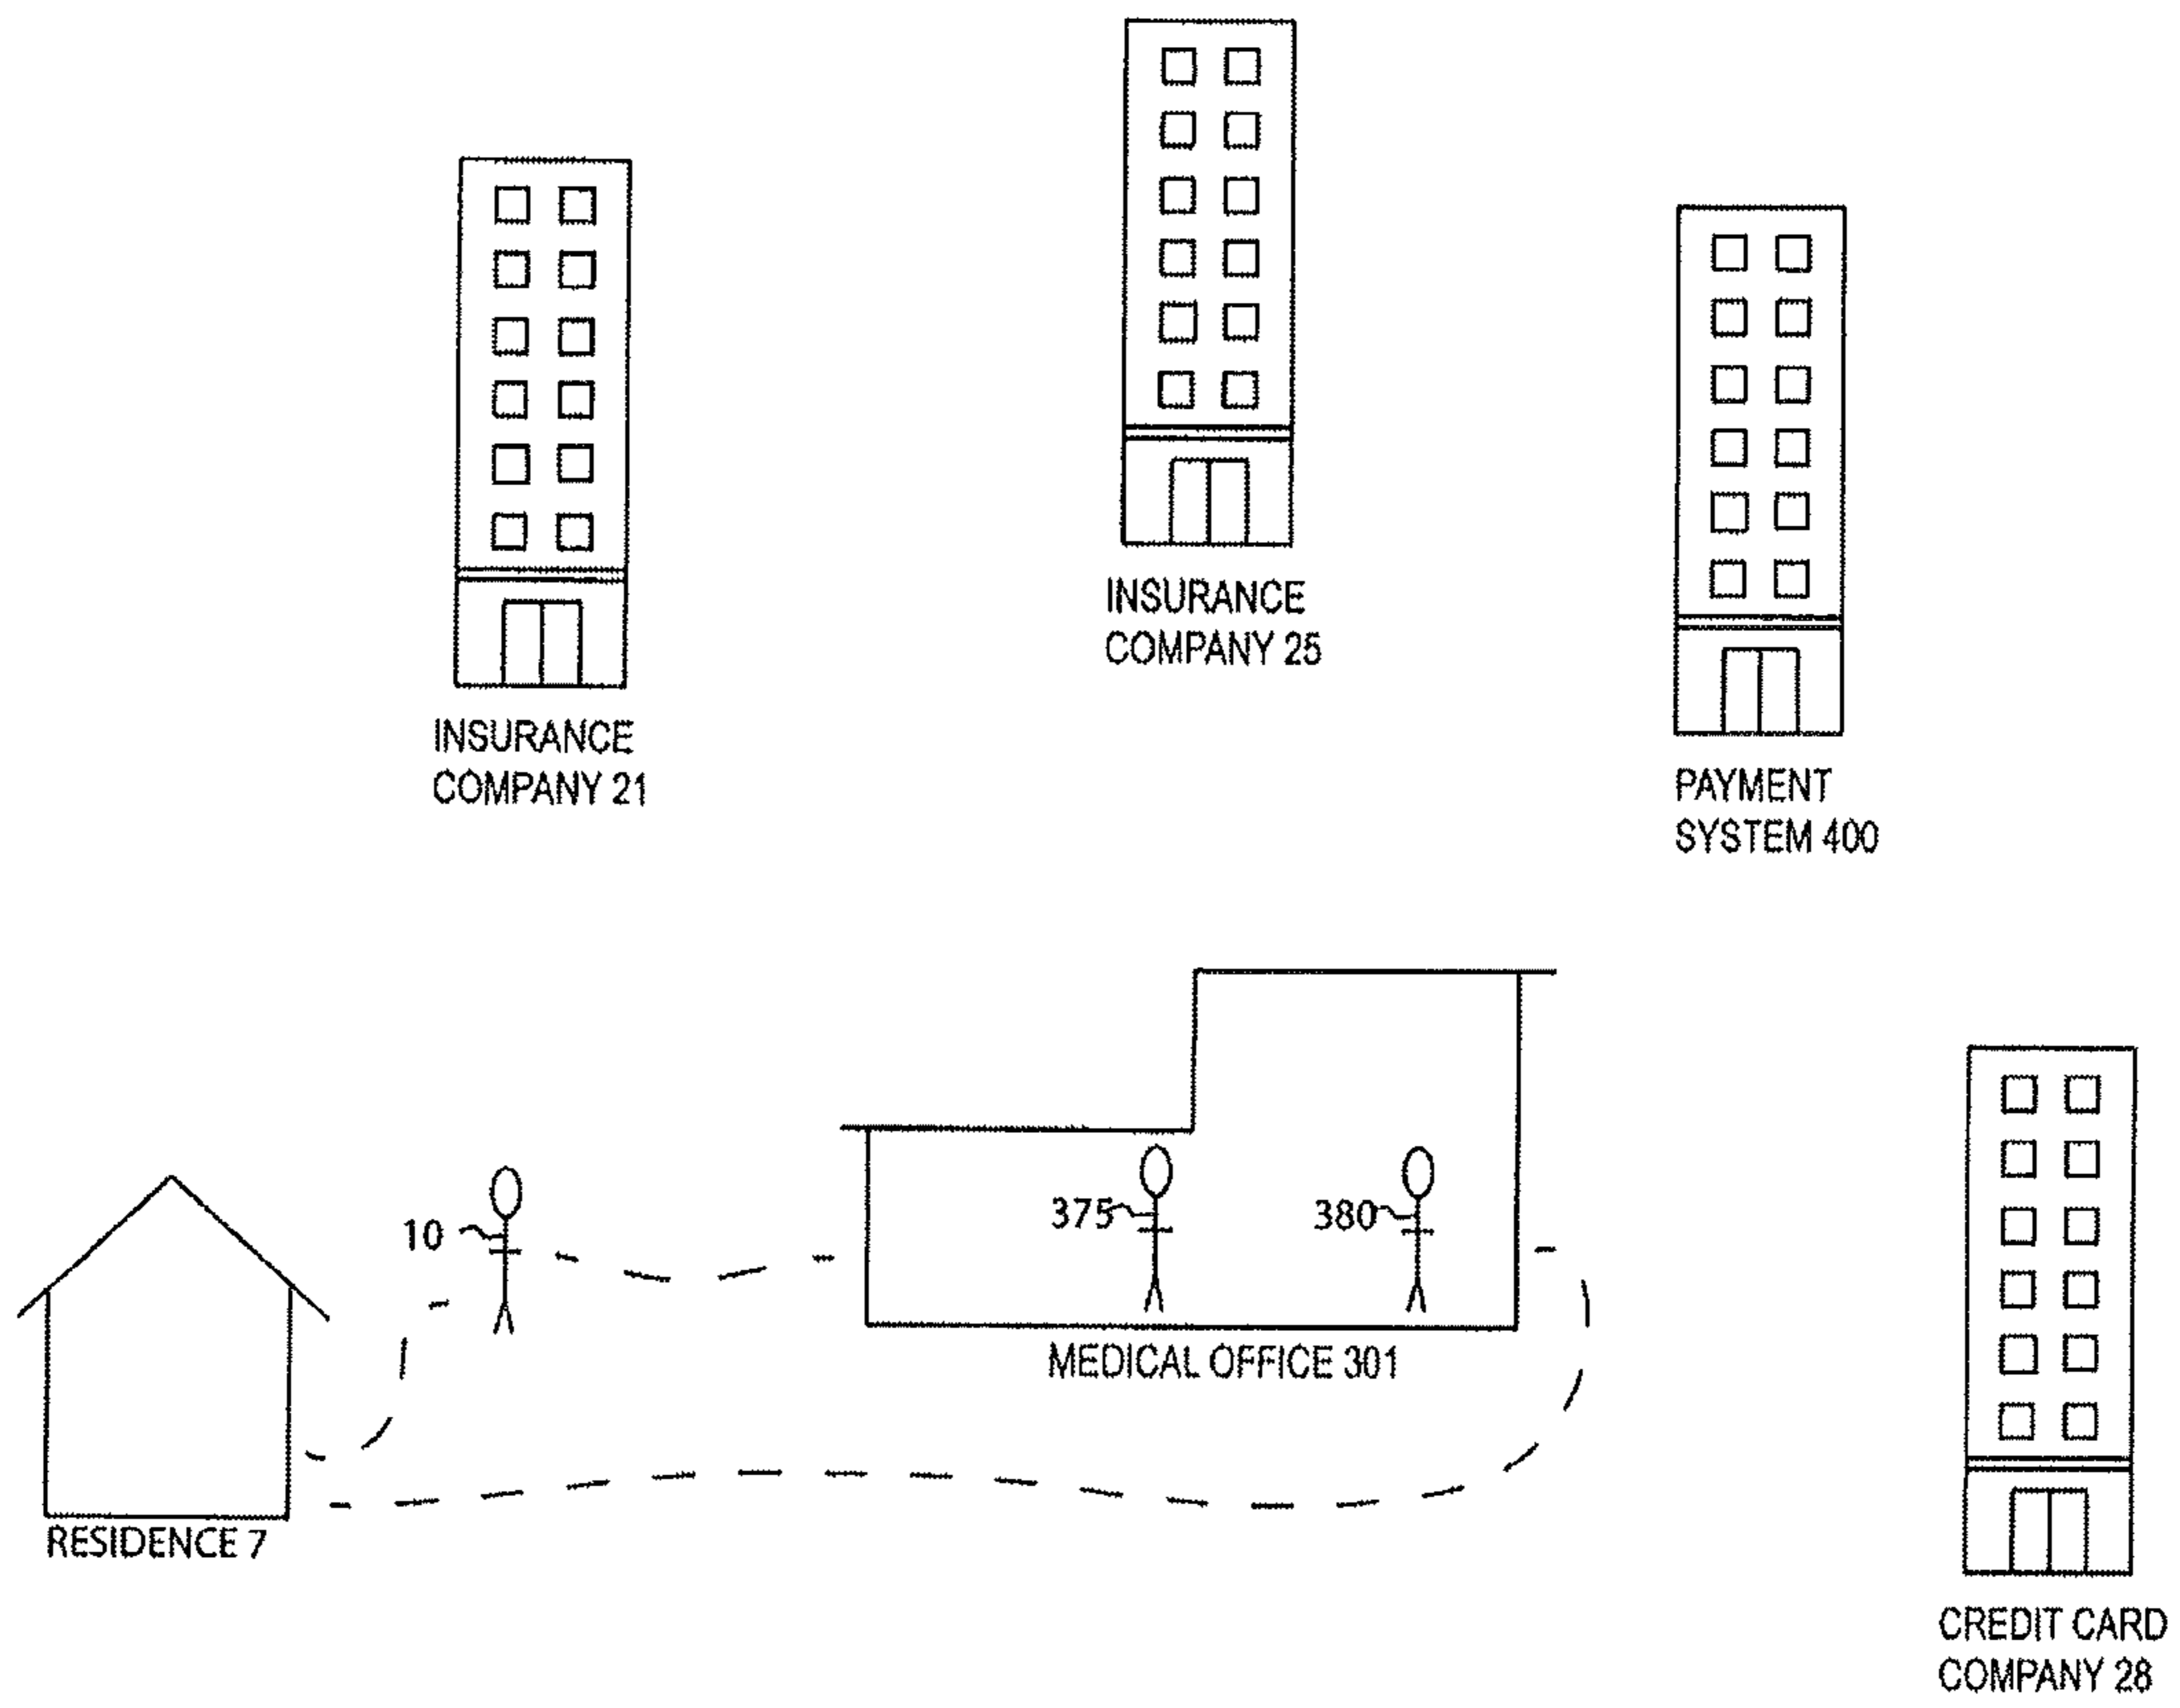 INSURANCE
COMPANY 25
INSURANCE
COMPANY 21
PAYMENT
SYSTEM 400
10
375
380
MEDICAL OFFICE 301
RESIDENCE 7
CREDIT CARD
COMPANY 28